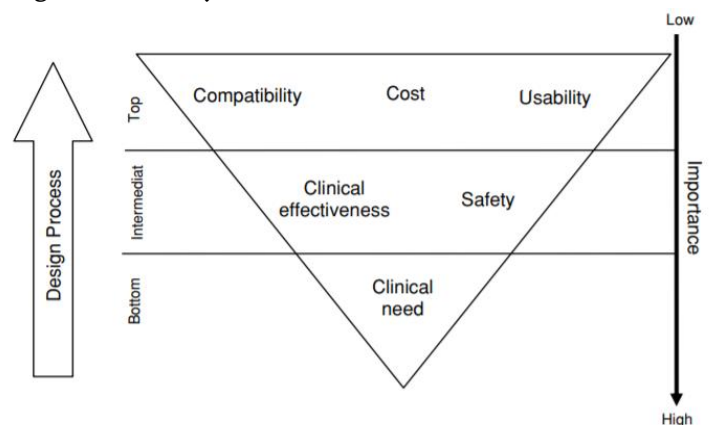 Low
Compatibility
Cost
Usability
Top
Clinical
effectiveness
Safety
Intermediat
Importance
Design Process
Clinical
need
Bottom
High